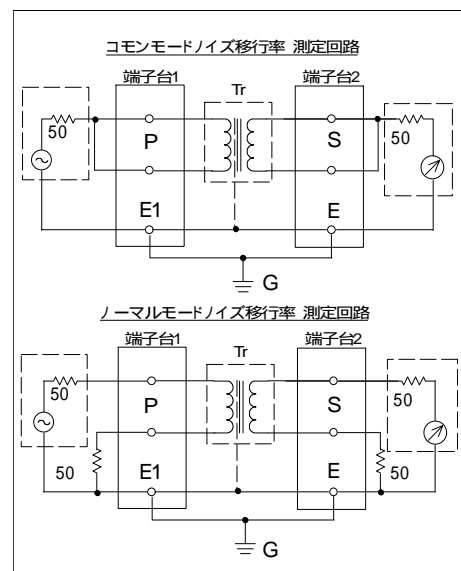 コモンモードノイズ移行率 測定回路
端子台1 Tr 端子台2
50 P S 50
E1 E
G
ノーマルモードノイズ移行率 測定回路
端子台1 Tr 端子台2
50 P S 50
50 E1 E 50
G